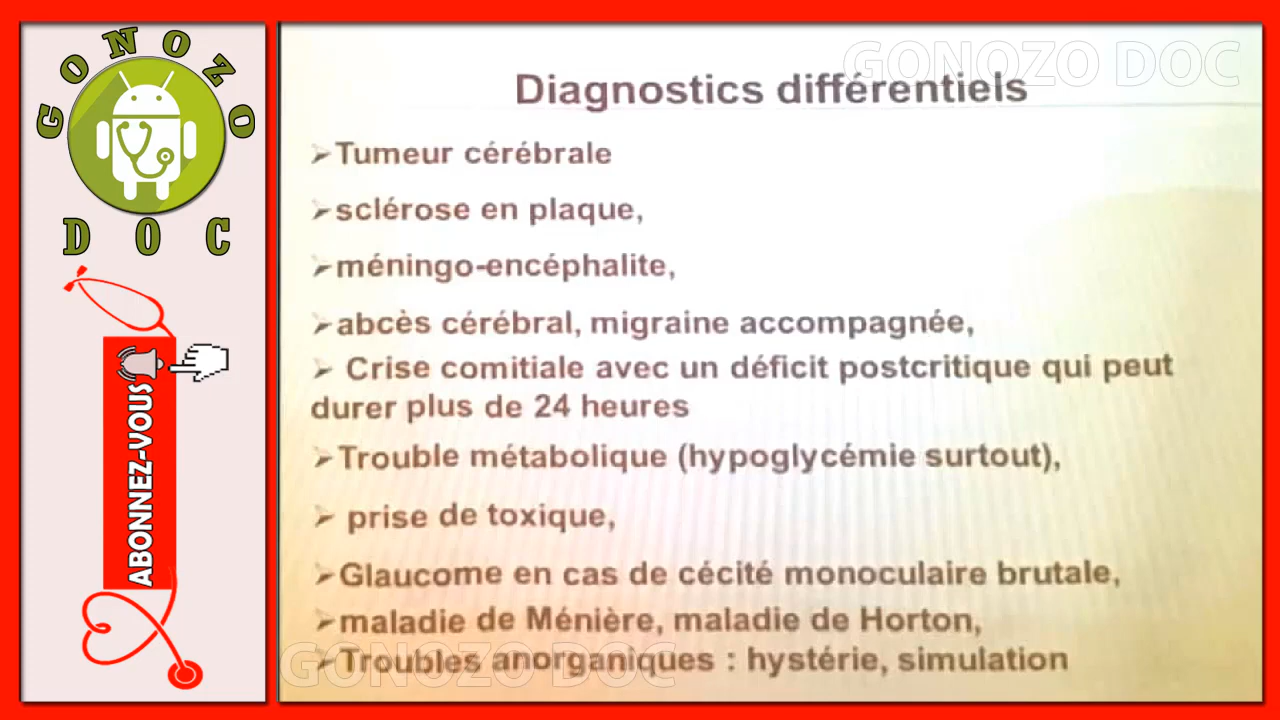 GONOZO
DOC
ABONNEZ-VOUS
GONOZO DOC
Diagnostics différentiels
➢Tumeur cérébrale
➢sclérose en plaque,
➢méningo-encéphalite,
➢abcès cérébral, migraine accompagnée,
➢ Crise comitiale avec un déficit postcritique qui peut
durer plus de 24 heures
➢Trouble métabolique (hypoglycémie surtout),
➢ prise de toxique,
➢Glaucome en cas de cécité monoculaire brutale,
➢maladie de Ménière, maladie de Horton,
➢Troubles anorganiques : hystérie, simulation
GONOZO DOC